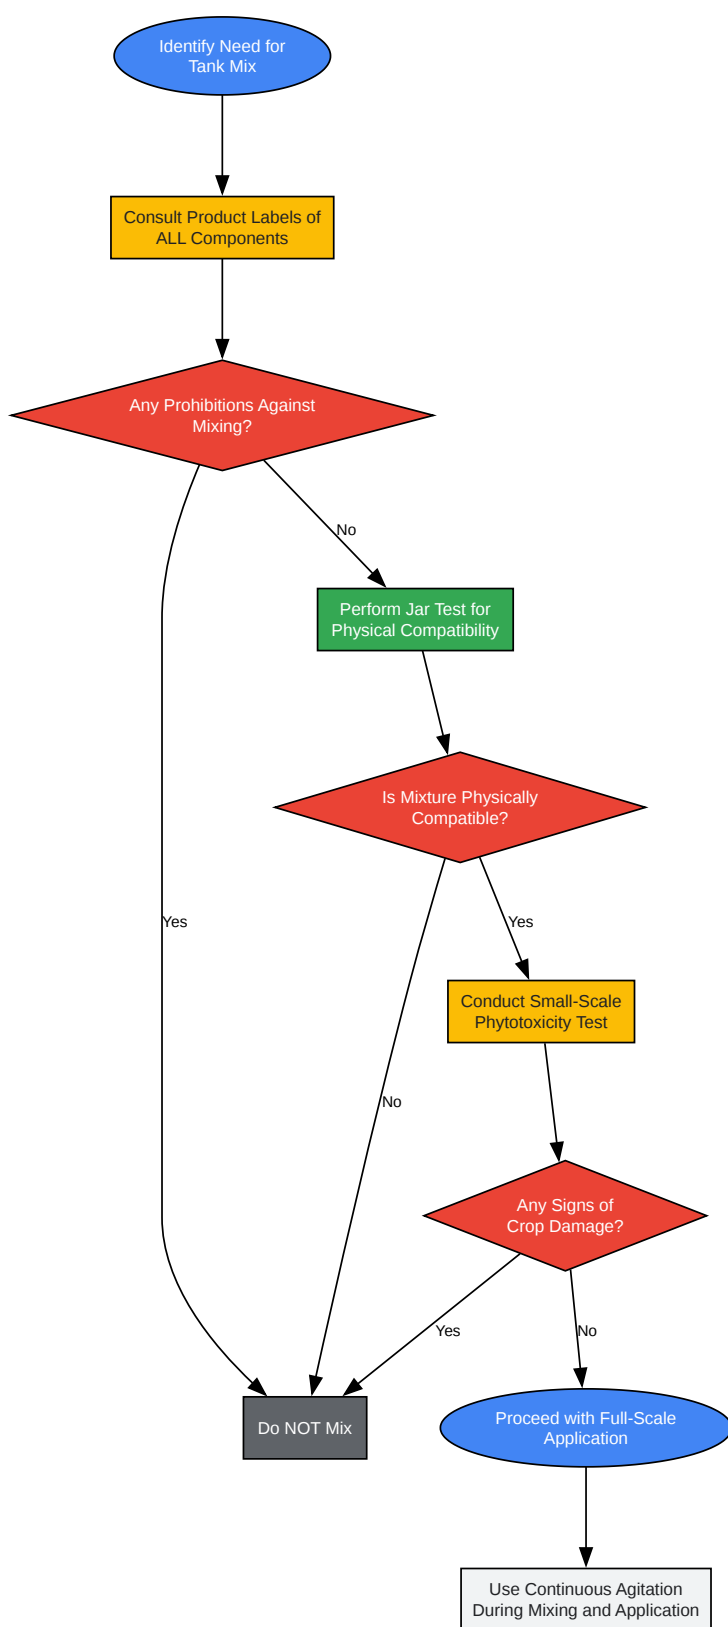 Identify Need for
Tank Mix
Consult Product Labels of
ALL Components
Any Prohibitions Against
Mixing?
No
Perform Jar Test for
Physical Compatibility
Is Mixture Physically
Compatible?
Yes
Yes
Conduct Small-Scale
Phytotoxicity Test
No
Any Signs of
Crop Damage?
Yes
No
Do NOT Mix
Proceed with Full-Scale
Application
Use Continuous Agitation
During Mixing and Application